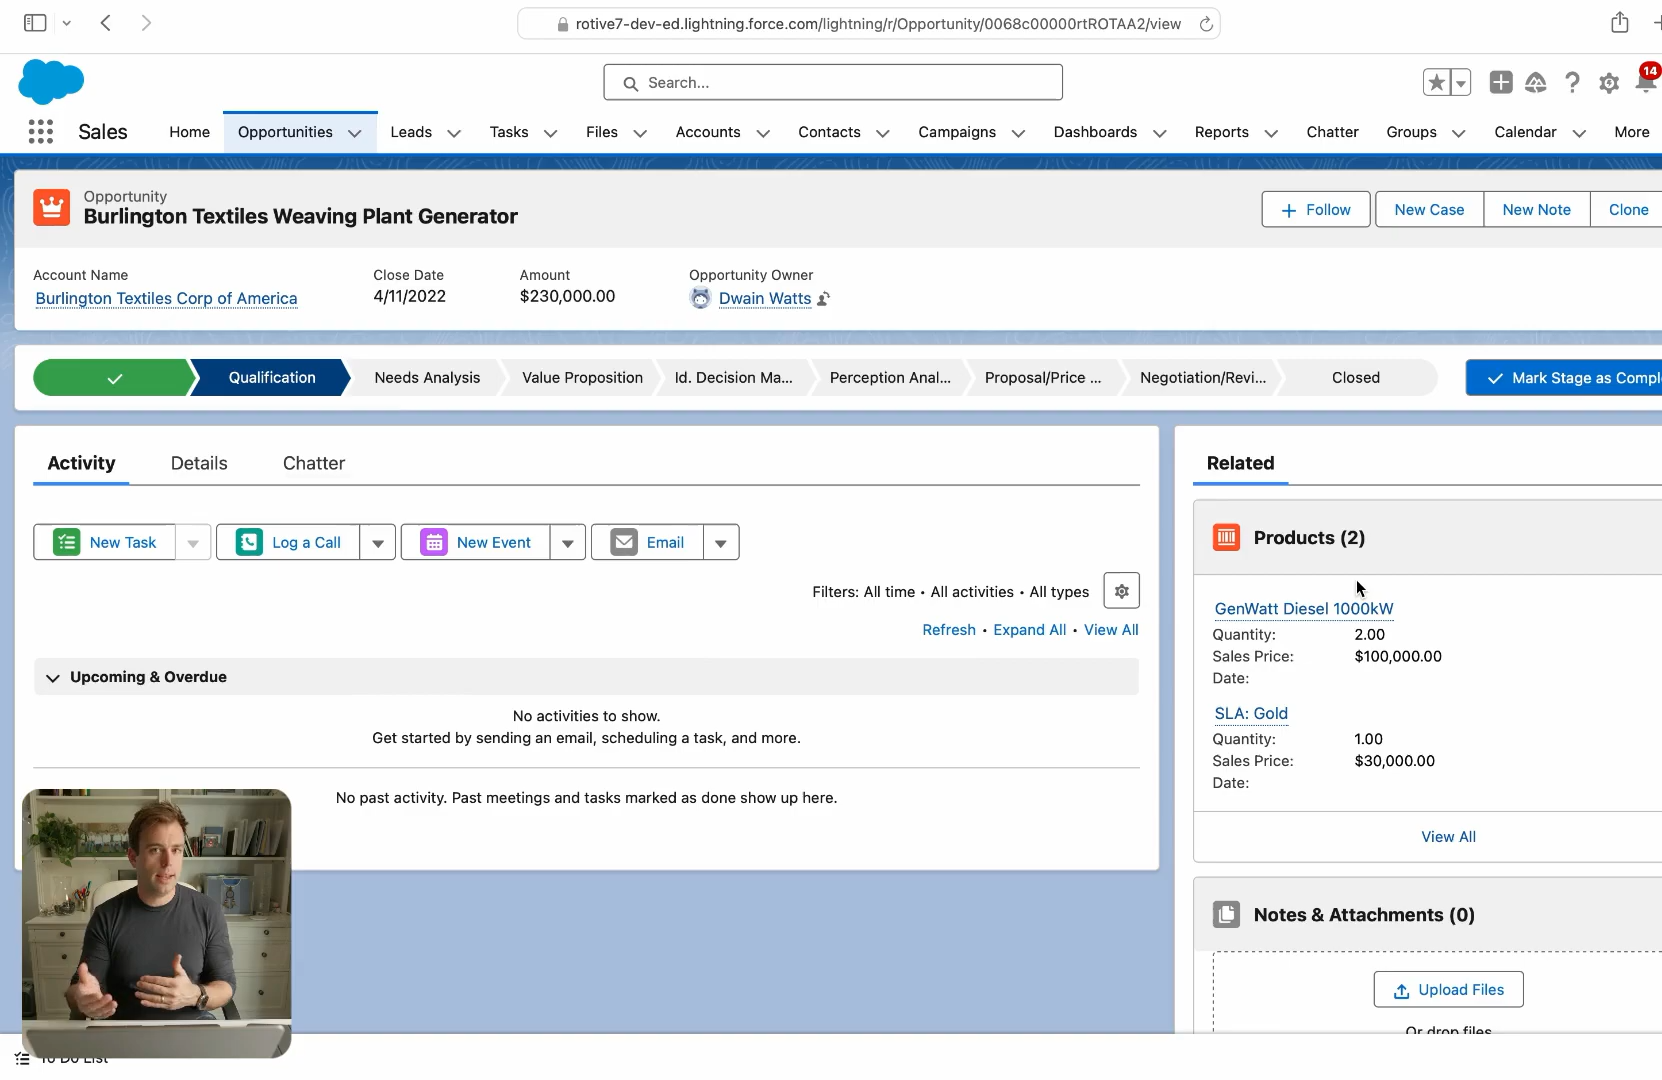 rotive7-dev-ed.lightning.force.com/lightning/r/Opportunity/0068c00000rtROTAA2/view
Search...
14
Sales Home Opportunities Leads Tasks Files Accounts Contacts Campaigns Dashboards Reports Chatter Groups Calendar More
Opportunity
Burlington Textiles Weaving Plant Generator
Follow New Case New Note Clone
Account Name Close Date Amount Opportunity Owner
Burlington Textiles Corp of America 4/11/2022 $230,000.00 Dwain Watts
Qualification Needs Analysis Value Proposition Id. Decision Ma... Perception Anal... Proposal/Price ... Negotiation/Revi... Closed Mark Stage as Compl
Activity Details Chatter
Related
Products (2)
New Task Log a Call New Event Email
Filters: All time • All activities • All types
Refresh • Expand All • View All
Upcoming & Overdue
No activities to show.
Get started by sending an email, scheduling a task, and more.
No past activity. Past meetings and tasks marked as done show up here.
GenWatt Diesel 1000kW
Quantity: 2.00
Sales Price: $100,000.00
Date:
SLA: Gold
Quantity: 1.00
Sales Price: $30,000.00
Date:
View All
Notes & Attachments (0)
Upload Files
Or drop files
To Do List